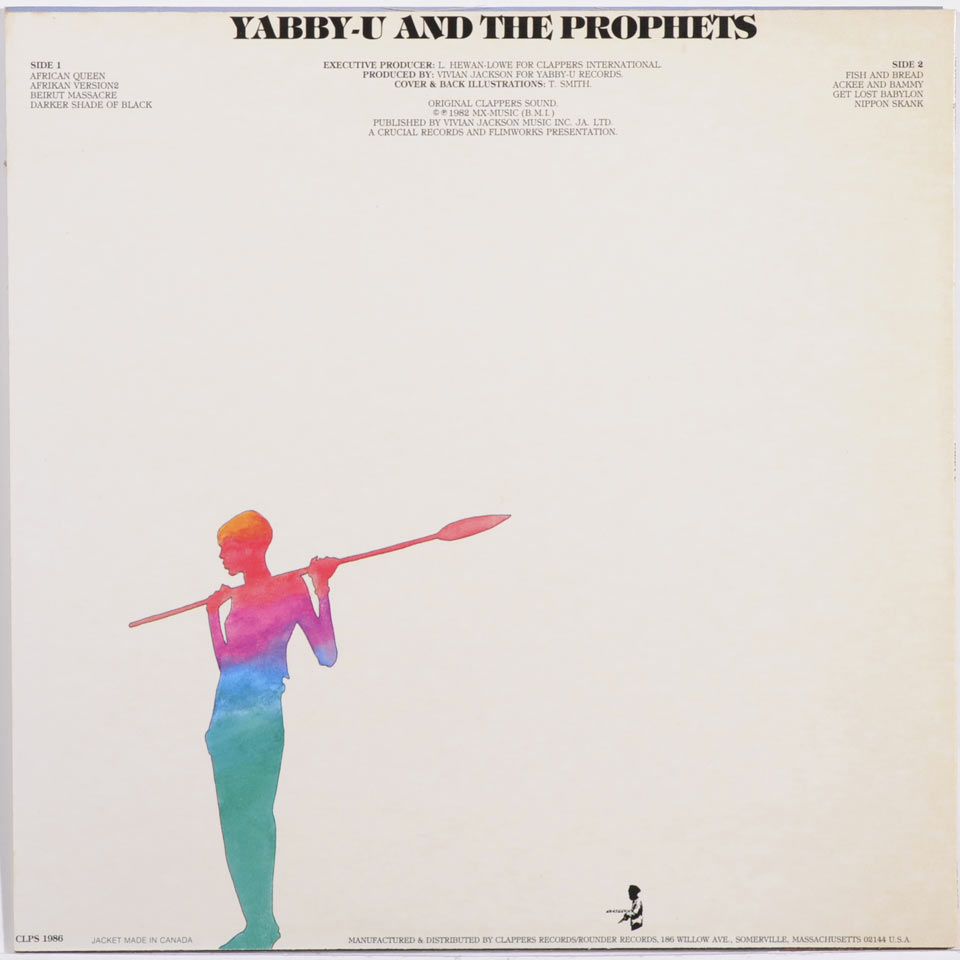 YABBY-U AND THE PROPHETS
SIDE 1
AFRICAN QUEEN
AFRIKAN VERSION2
BEIRUT MASSACRE
DARKER SHADE OF BLACK
EXECUTIVE PRODUCER: L. HEWAN-LOWE FOR CLAPPERS INTERNATIONAL.
PRODUCED BY: VIVIAN JACKSON FOR YABBY-U RECORDS.
COVER & BACK ILLUSTRATIONS: T. SMITH.
ORIGINAL CLAPPERS SOUND.
©℗1982 MX-MUSIC (B.M.I.)
PUBLISHED BY VIVIAN JACKSON MUSIC INC. JA. LTD.
A CRUCIAL RECORDS AND FLIMWORKS PRESENTATION.
SIDE 2
FISH AND BREAD
ACKEE AND BAMMY
GET LOST BABYLON
NIPPON SKANK
CLPS 1986
JACKET MADE IN CANADA
MANUFACTURED & DISTRIBUTED BY CLAPPERS RECORDS/ROUNDER RECORDS, 186 WILLOW AVE., SOMERVILLE, MASSACHUSETTS 02144 U.S.A.